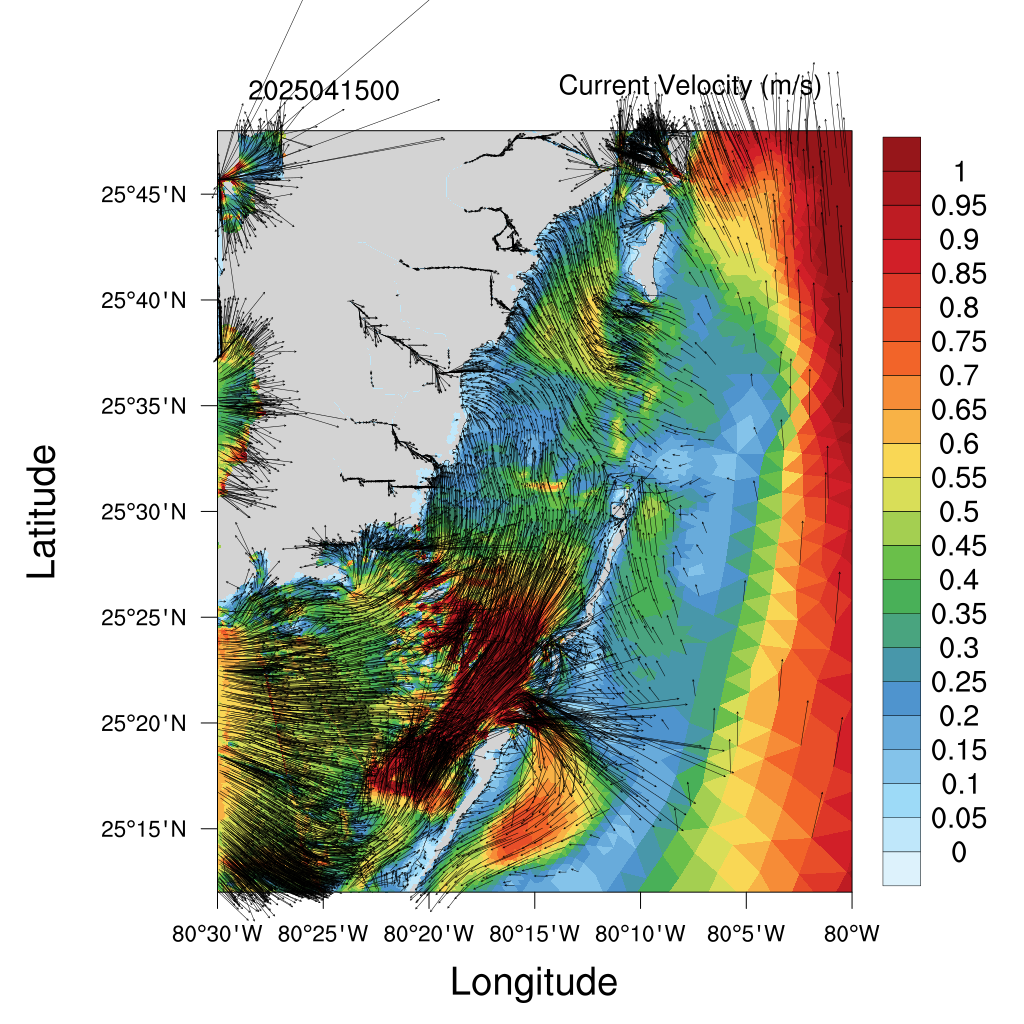 2025041500
Current Velocity (m/s)
25°45'N
25°40'N
25°35'N
25°30'N
25°25'N
25°20'N
25°15'N
Latitude
80°30'W 80°25'W 80°20'W 80°15'W 80°10'W 80°5'W 80°W
Longitude
1
0.95
0.9
0.85
0.8
0.75
0.7
0.65
0.6
0.55
0.5
0.45
0.4
0.35
0.3
0.25
0.2
0.15
0.1
0.05
0